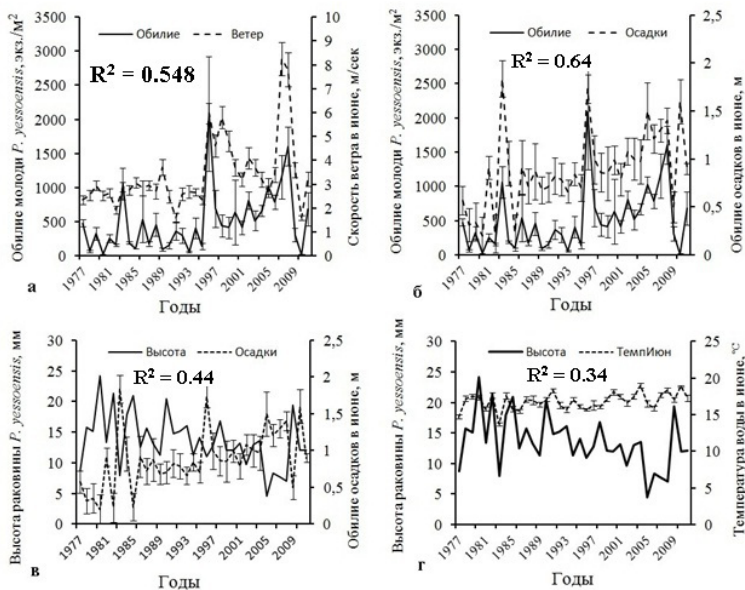 3500
3000
2500
2000
1500
1000
500
0
Обилие молоди P. yessoensis, экз./м²
Обилие Ветер
R² = 0.548
10
9
8
7
6
5
4
3
2
1
0
Скорость ветра в июне, м/сек
1977 1981 1985 1989 1993 1997 2001 2005 2009
Годы
а
3500
3000
2500
2000
1500
1000
500
0
Обилие молоди P. yessoensis, экз./м²
Обилие Осадки
R² = 0.64
2,5
2
1,5
1
0,5
0
Обилие осадков в июне, м
1977 1981 1985 1989 1993 1997 2001 2005 2009
Годы
б
30
25
20
15
10
5
0
Высота раковины P. yessoensis, мм
Высота Осадки
R² = 0.44
2,5
2
1,5
1
0,5
0
Обилие осадков в июне, м
1977 1981 1985 1989 1993 1997 2001 2005 2009
Годы
в
30
25
20
15
10
5
0
Высота раковины P. yessoensis, мм
Высота ТемпИюн
R² = 0.34
25
20
15
10
5
0
Температура воды в июне, °С
1977 1981 1985 1989 1993 1997 2001 2005 2009
Годы
г